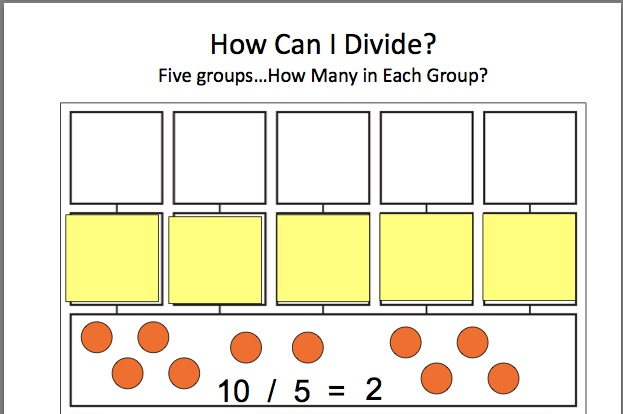 How Can I Divide?
Five groups...How Many in Each Group?
10 / 5 = 2